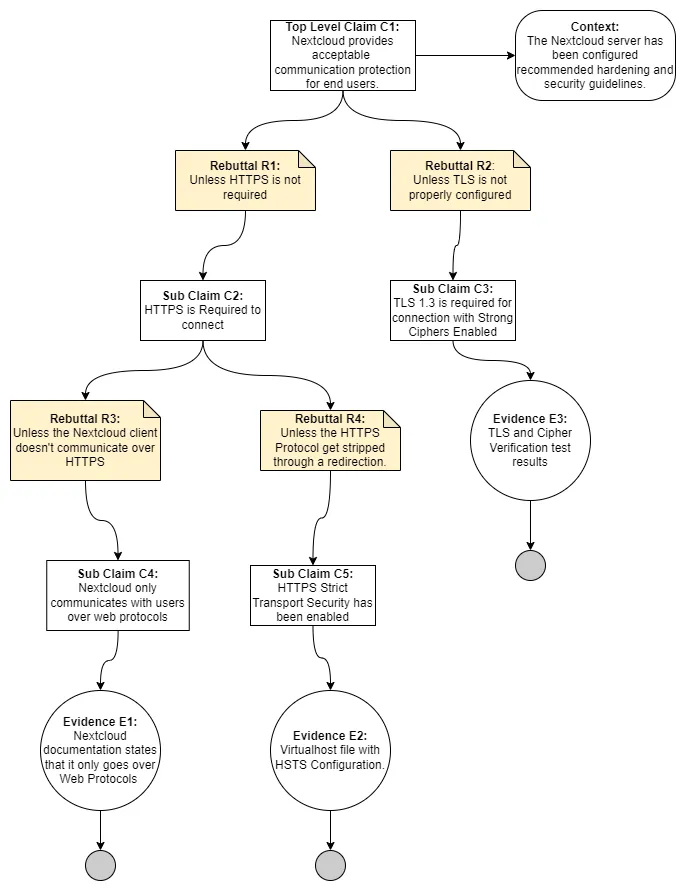 Top Level Claim C1:
Nextcloud provides
acceptable
communication protection
for end users.
Context:
The Nextcloud server has
been configured
recommended hardening and
security guidelines.
Rebuttal R1:
Unless HTTPS is not
required
Rebuttal R2:
Unless TLS is not
properly configured
Sub Claim C2:
HTTPS is Required to
connect
Sub Claim C3:
TLS 1.3 is required for
connection with Strong
Ciphers Enabled
Rebuttal R3:
Unless the Nextcloud client
doesn't communicate over
HTTPS
Rebuttal R4:
Unless the HTTPS
Protocol get stripped
through a redirection.
Evidence E3:
TLS and Cipher
Verification test
results
Sub Claim C4:
Nextcloud only
communicates with users
over web protocols
Sub Claim C5:
HTTPS Strict
Transport Security has
been enabled
Evidence E1:
Nextcloud
documentation states
that it only goes over
Web Protocols
Evidence E2:
Virtualhost file with
HSTS Configuration.